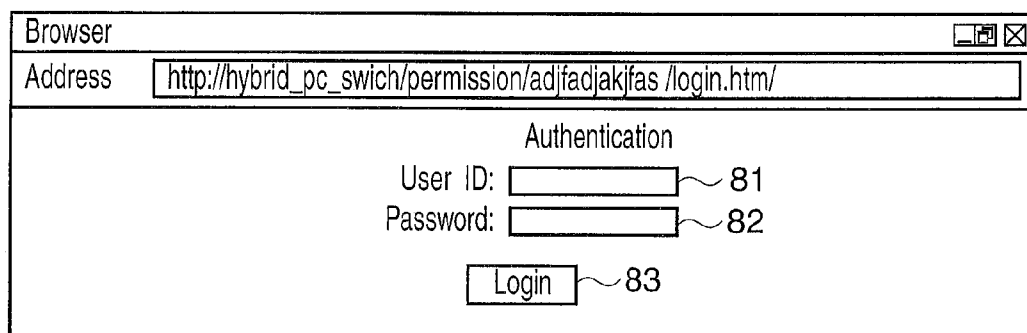 Browser
Address http://hybrid_pc_swich/permission/adjfadjakjfas /login.htm/
Authentication
User ID: 81
Password: 82
Login 83